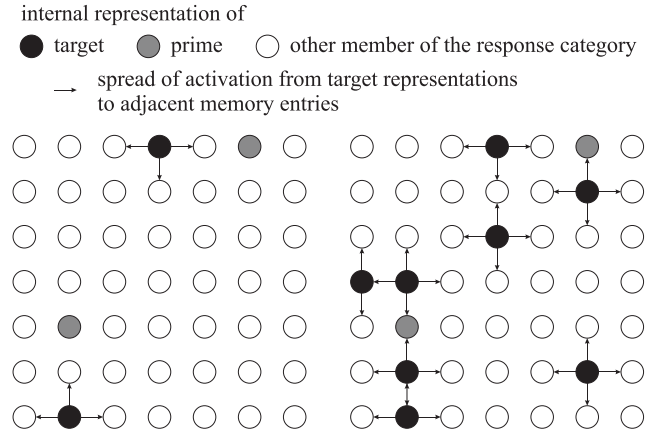 internal representation of
target prime other member of the response category
spread of activation from target representations
to adjacent memory entries